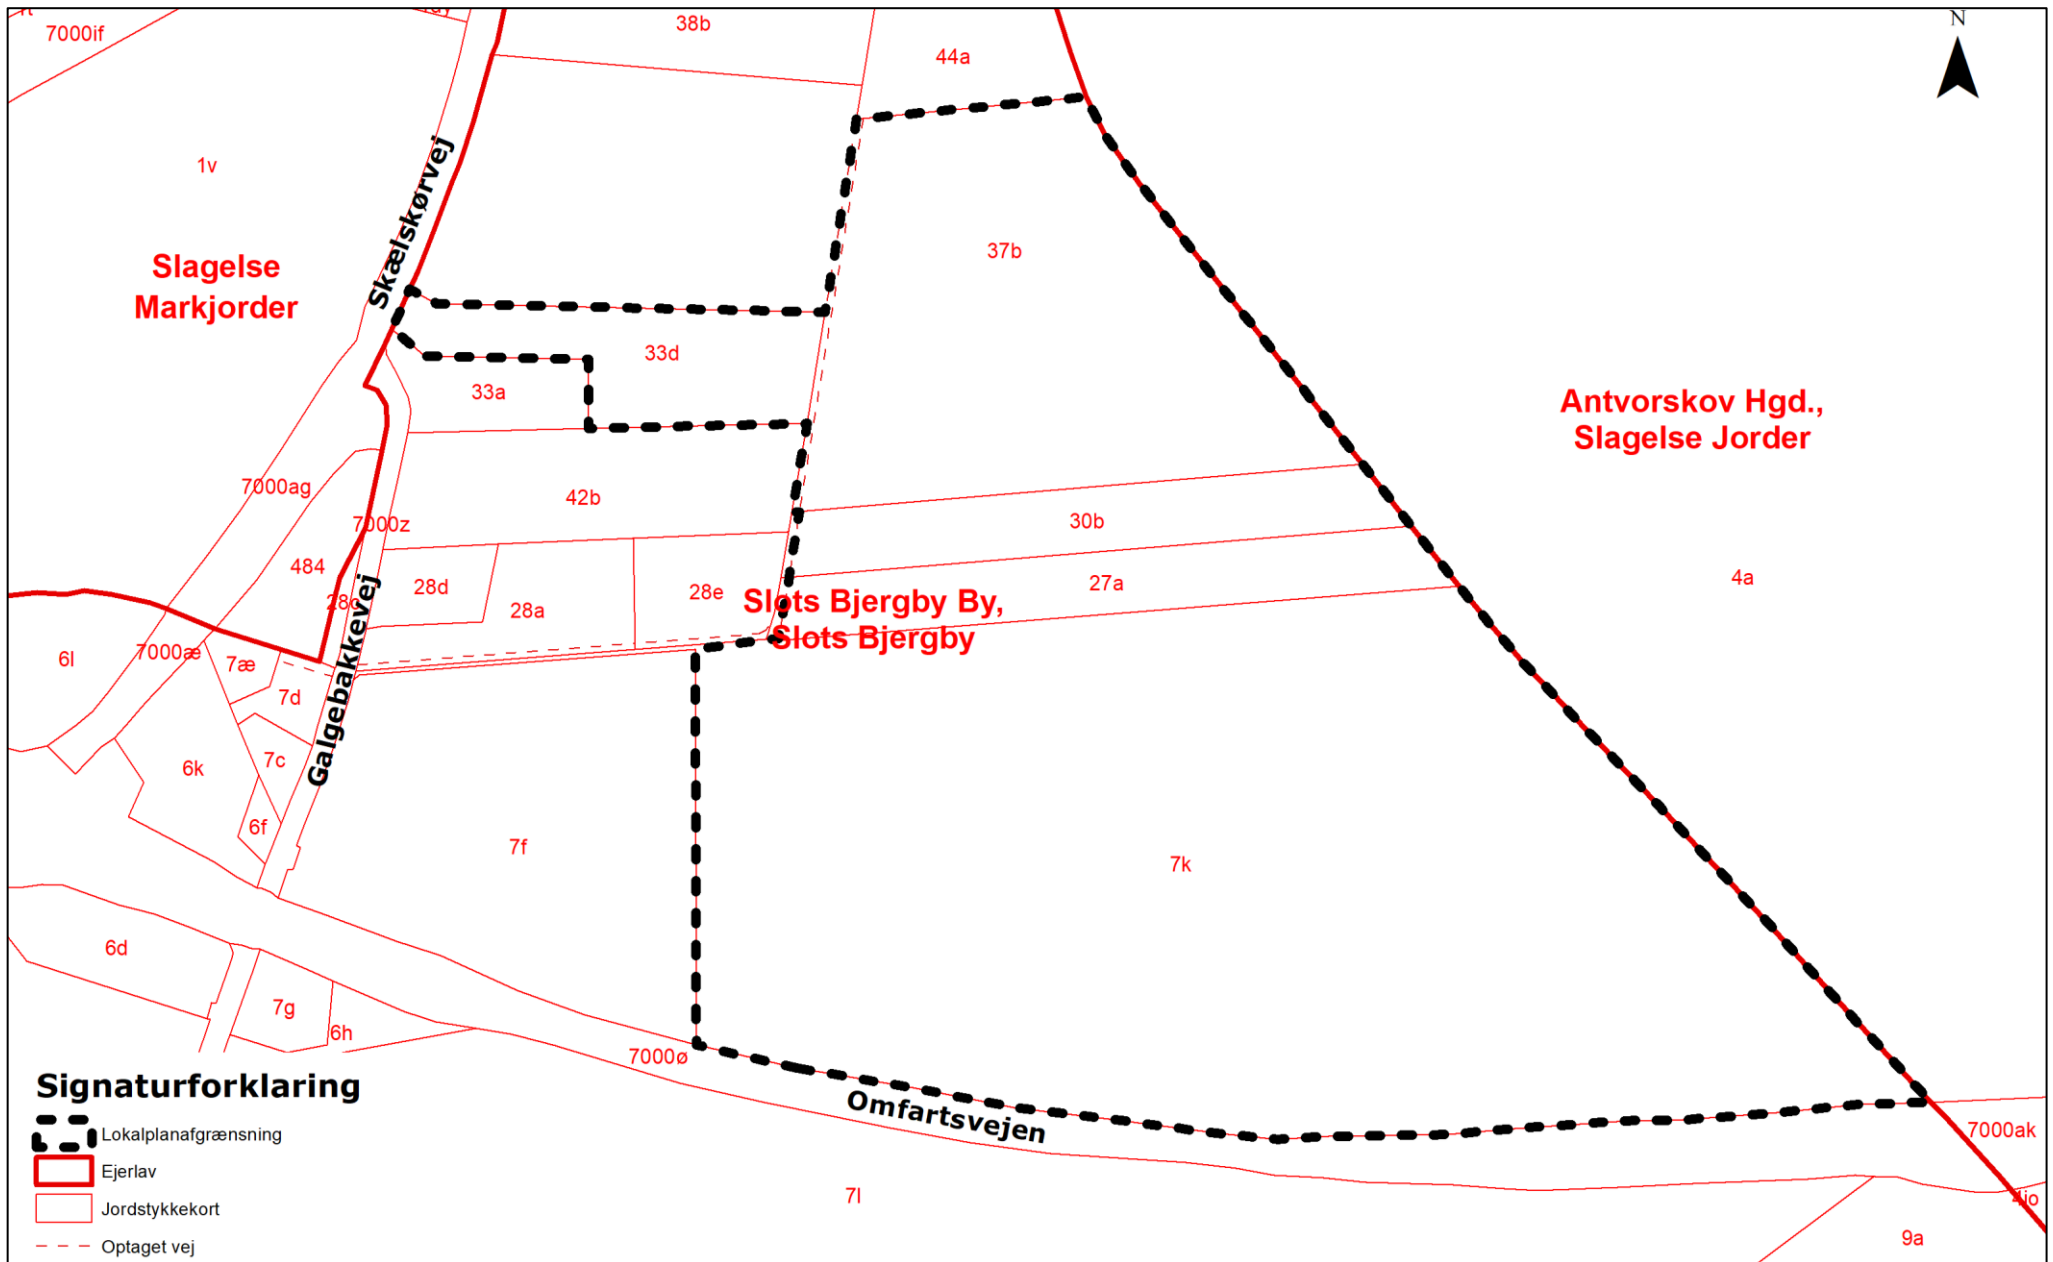 7000if
38b
44a
N
1v
Skælskørvej
37b
Slagelse
Markjorder
33d
33a
Antvorskov Hgd.,
Slagelse Jorder
7000ag
42b
7000z
30b
484
28d
27a
4a
28a
28e
28c
Slots Bjergby By,
Slots Bjergby
6l
7000æ
7æ
7d
Galgebakkevej
7c
6k
6f
7f
7k
6d
7g
6h
7000ø
Omfartsvejen
7000ak
7l
4jo
9a
Signaturforklaring
Lokalplanafgrænsning
Ejerlav
Jordstykkekort
Optaget vej